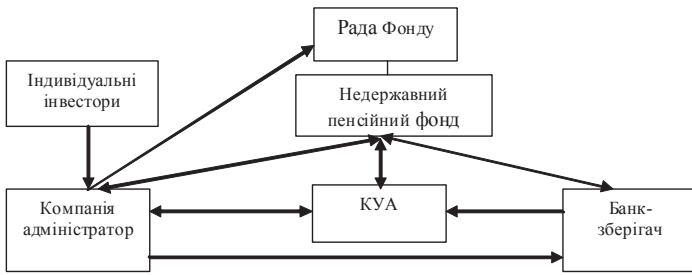 Рада Фонду
Індивідуальні
інвестори
Недержавний
пенсійний фонд
Компанія
адміністратор
КУА
Банк-
зберігач